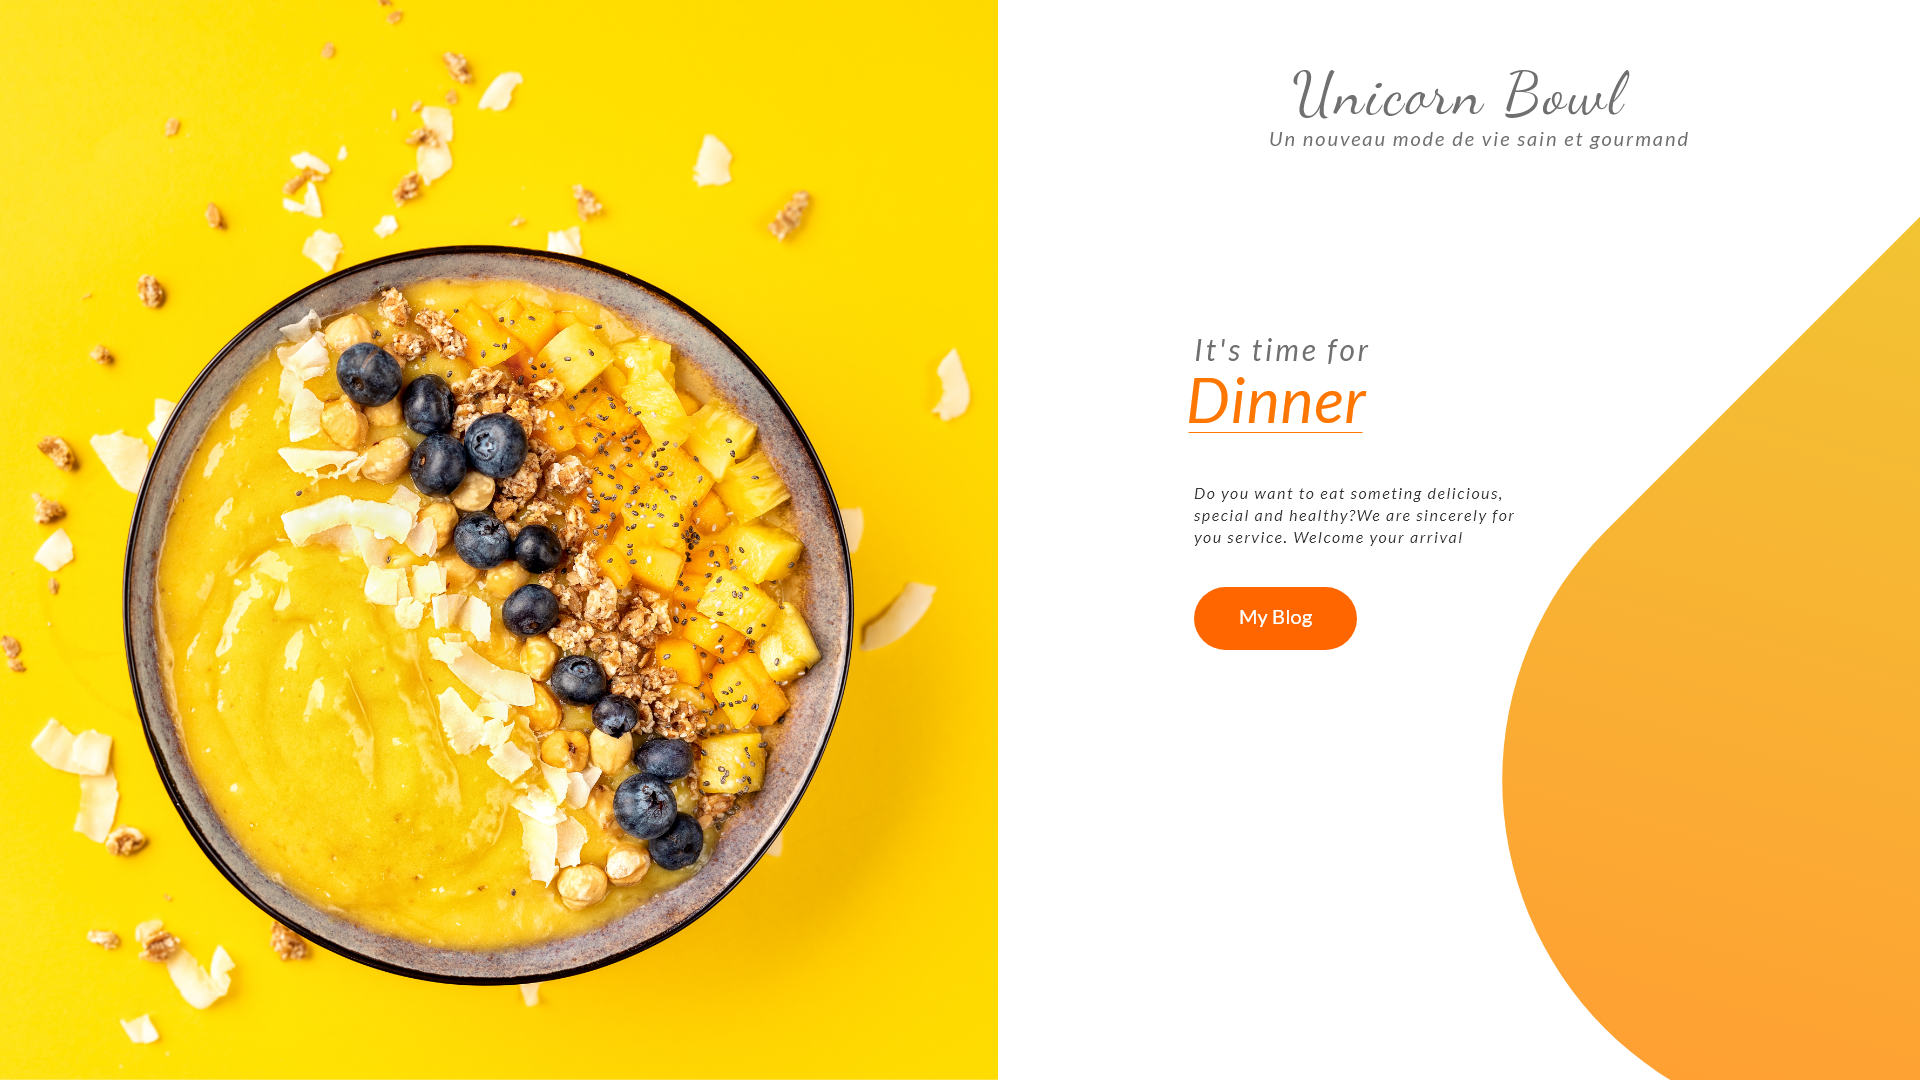 Unicorn Bowl
Un nouveau mode de vie sain et gourmand
It's time for
Dinner
Do you want to eat someting delicious,
special and healthy?We are sincerely for
you service. Welcome your arrival
My Blog